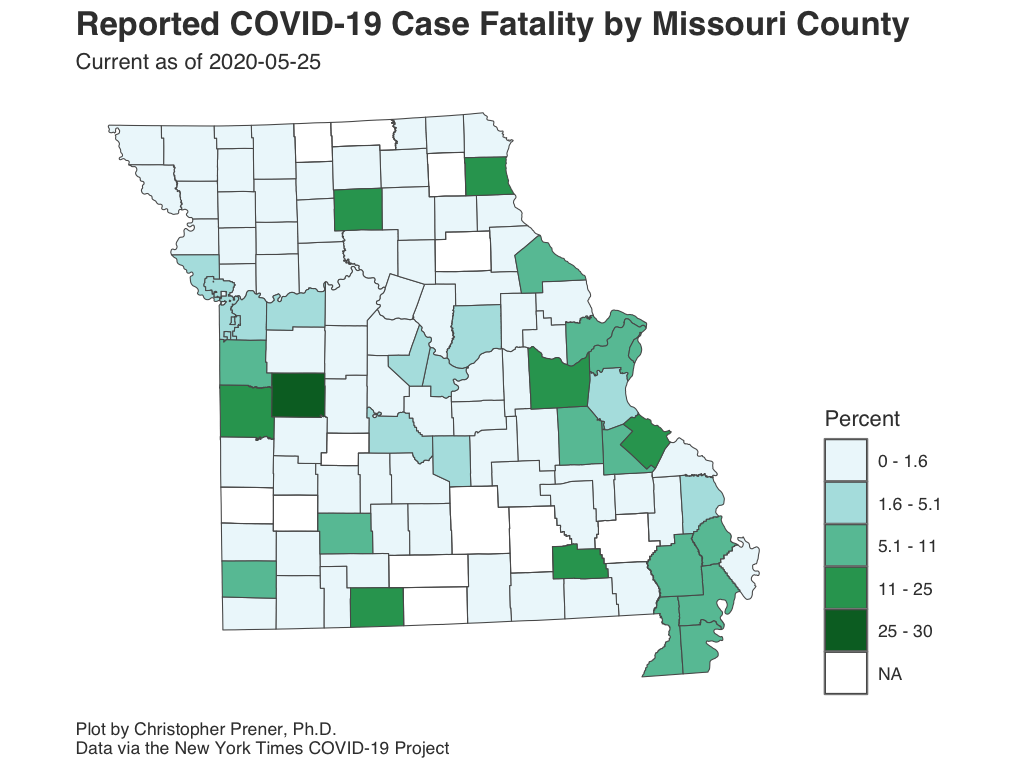 Reported COVID-19 Case Fatality by Missouri County
Current as of 2020-05-25
Percent
0 - 1.6
1.6 - 5.1
5.1 - 11
11 - 25
25 - 30
NA
Plot by Christopher Prener, Ph.D.
Data via the New York Times COVID-19 Project